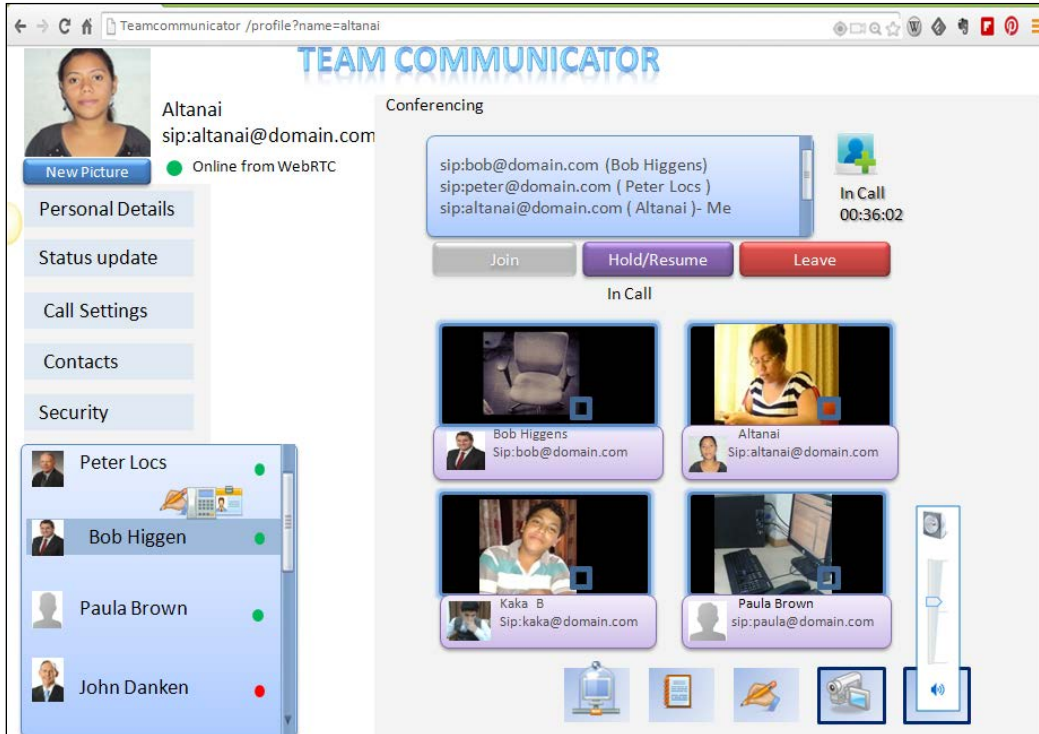 Teamcommunicator /profile?name=altanai
TEAM COMMUNICATOR
Altanai
sip:altanai@domain.com
Online from WebRTC
New Picture
Personal Details
Status update
Call Settings
Contacts
Security
Peter Locs
Bob Higgen
Paula Brown
John Danken
Conferencing
sip:bob@domain.com (Bob Higgens)
sip:peter@domain.com ( Peter Locs )
sip:altanai@domain.com ( Altanai )- Me
In Call
00:36:02
Join
Hold/Resume
Leave
In Call
Bob Higgens
Sip:bob@domain.com
Altanai
Sip:altanai@domain.com
Kaka B
Sip:kaka@domain.com
Paula Brown
sip:paula@domain.com